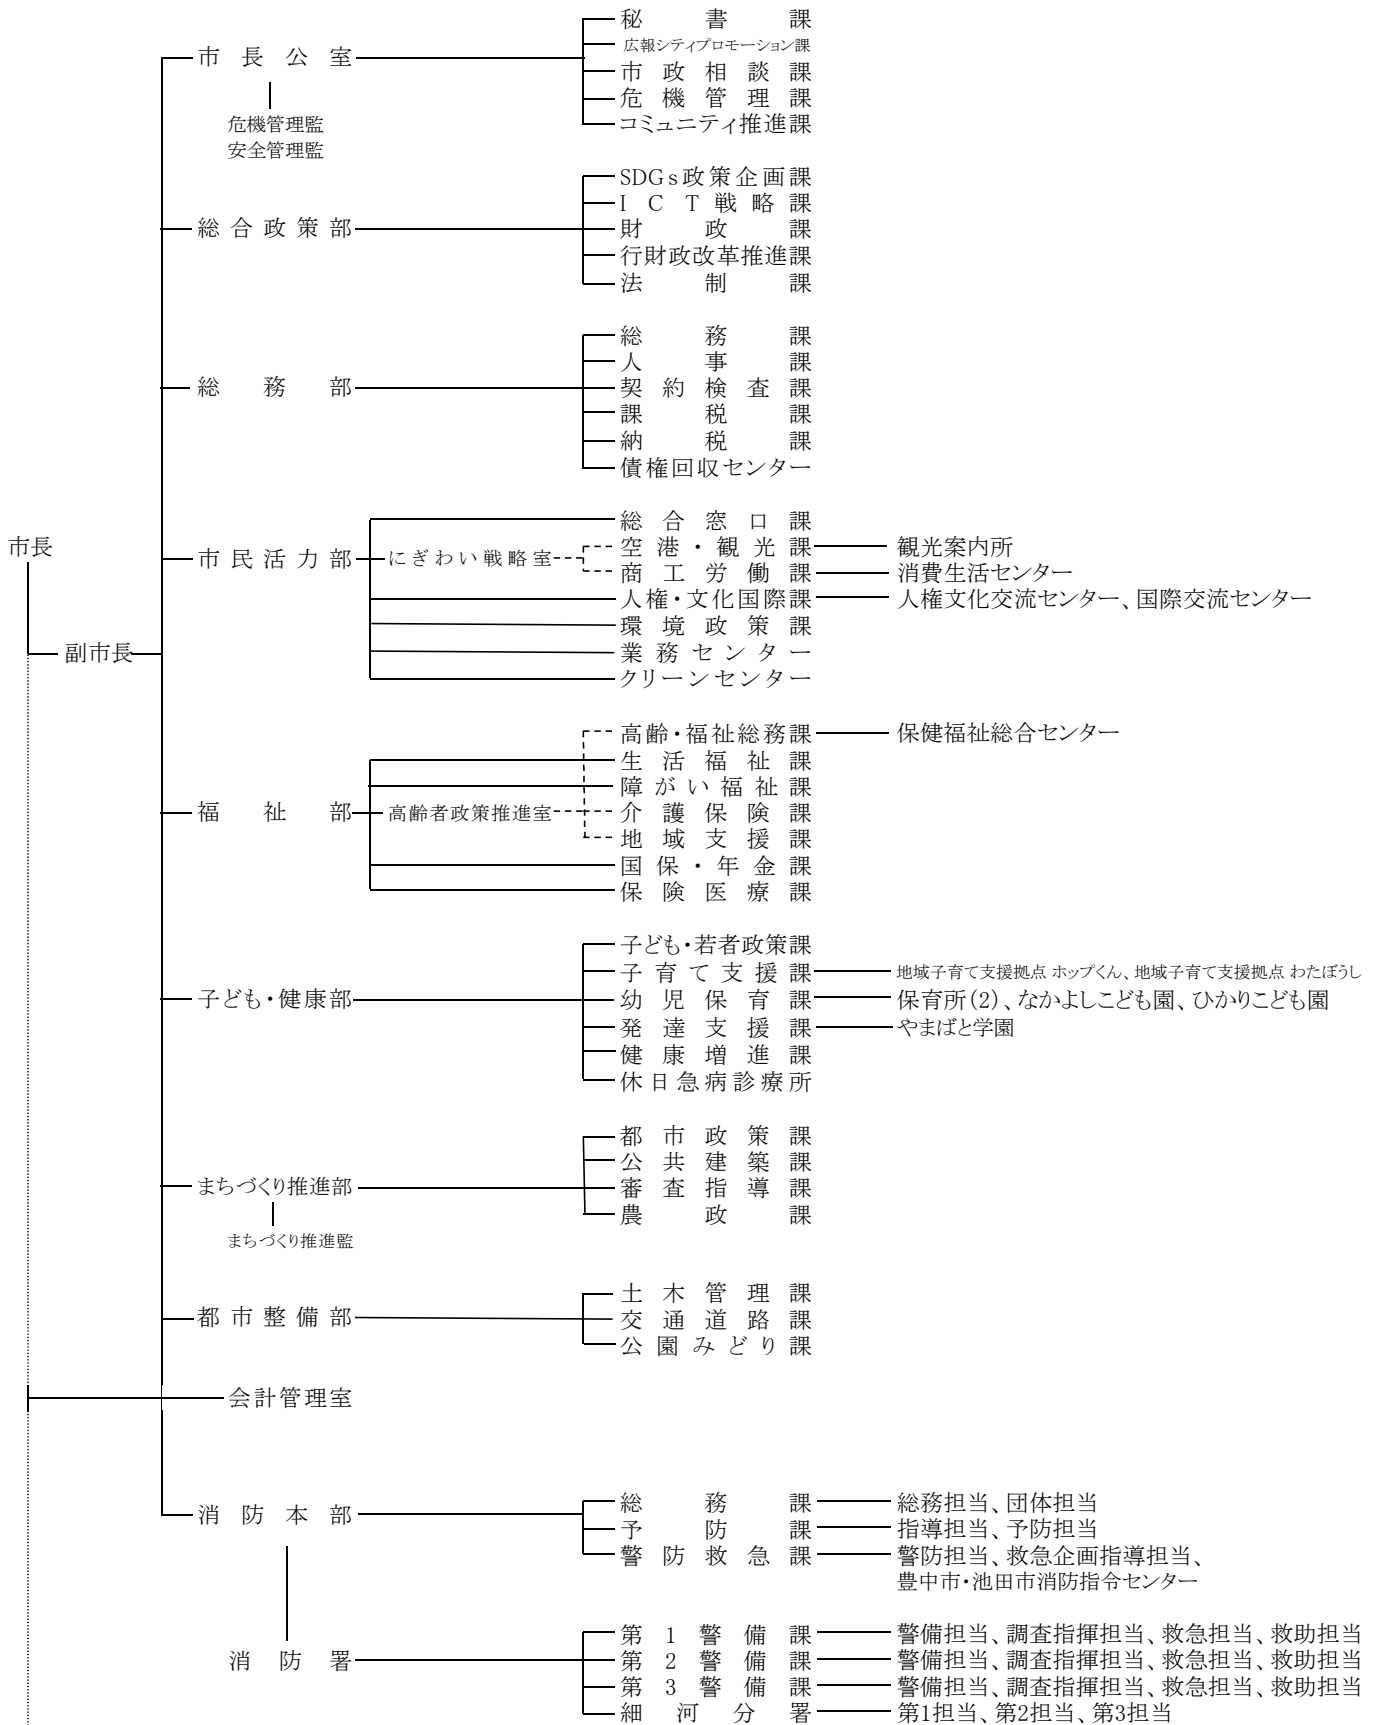 秘書課
広報シティプロモーション課
市長公室
市政相談課
危機管理課
コミュニティ推進課
危機管理監
安全管理監
SDGs政策企画課
ICT戦略課
総合政策部
財政課
行財政改革推進課
法制課
総務課
人事課
総務部
契約検査課
課税課
納税課
債権回収センター
総合窓口課
市長
市民活力部
にぎわい戦略室
空港・観光課 観光案内所
商工労働課 消費生活センター
人権・文化国際課 人権文化交流センター、国際交流センター
環境政策課
副市長
業務センター
クリーンセンター
高齢・福祉総務課 保健福祉総合センター
生活福祉課
障がい福祉課
福祉部
高齢者政策推進室
介護保険課
地域支援課
国保・年金課
保険医療課
子ども・若者政策課
子育て支援課 地域子育て支援拠点 ホップくん、地域子育て支援拠点 わたぼうし
子ども・健康部
幼児保育課 保育所(2)、なかよしこども園、ひかりこども園
発達支援課 やまばと学園
健康増進課
休日急病診療所
都市政策課
公共建築課
まちづくり推進部
審査指導課
農政課
まちづくり推進監
土木管理課
都市整備部
交通道路課
公園みどり課
会計管理室
総務課 総務担当、団体担当
消防本部
予防課 指導担当、予防担当
警防救急課 警防担当、救急企画指導担当、
豊中市・池田市消防指令センター
第1警備課 警備担当、調査指揮担当、救急担当、救助担当
消防署
第2警備課 警備担当、調査指揮担当、救急担当、救助担当
第3警備課 警備担当、調査指揮担当、救急担当、救助担当
細河分署 第1担当、第2担当、第3担当